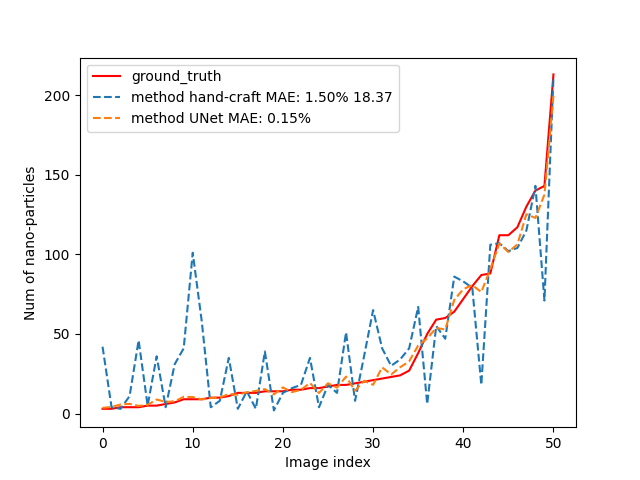 ground_truth
method hand-craft MAE: 1.50% 18.37
method UNet MAE: 0.15%
200
150
100
50
0
Num of nano-particles
0 10 20 30 40 50
Image index